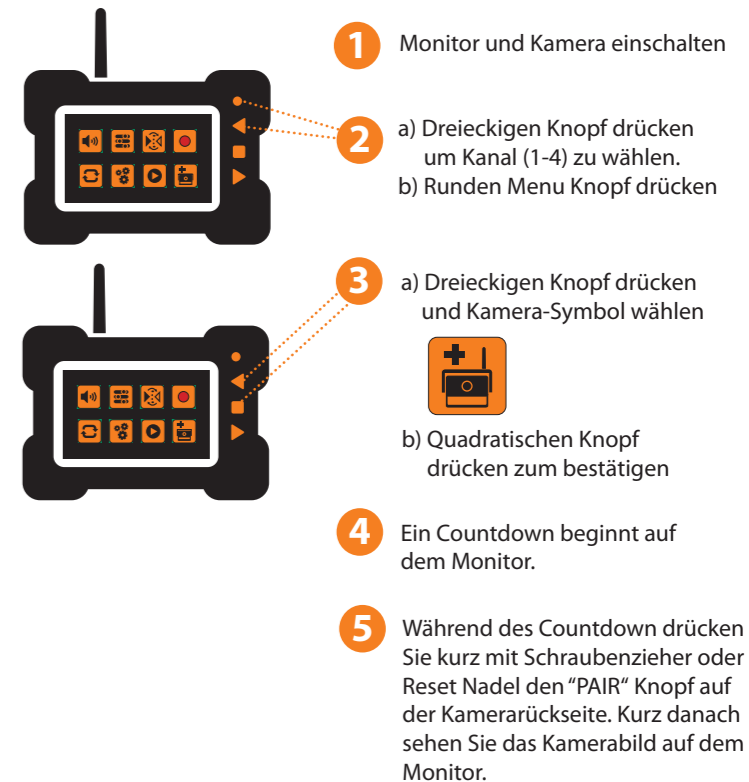 1 Monitor und Kamera einschalten
2 a) Dreieckigen Knopf drücken
um Kanal (1-4) zu wählen.
b) Runden Menu Knopf drücken
3 a) Dreieckigen Knopf drücken
und Kamera-Symbol wählen
b) Quadratischen Knopf
drücken zum bestätigen
4 Ein Countdown beginnt auf
dem Monitor.
5 Während des Countdown drücken
Sie kurz mit Schraubenzieher oder
Reset Nadel den “PAIR“ Knopf auf
der Kamerarückseite. Kurz danach
sehen Sie das Kamerabild auf dem
Monitor.